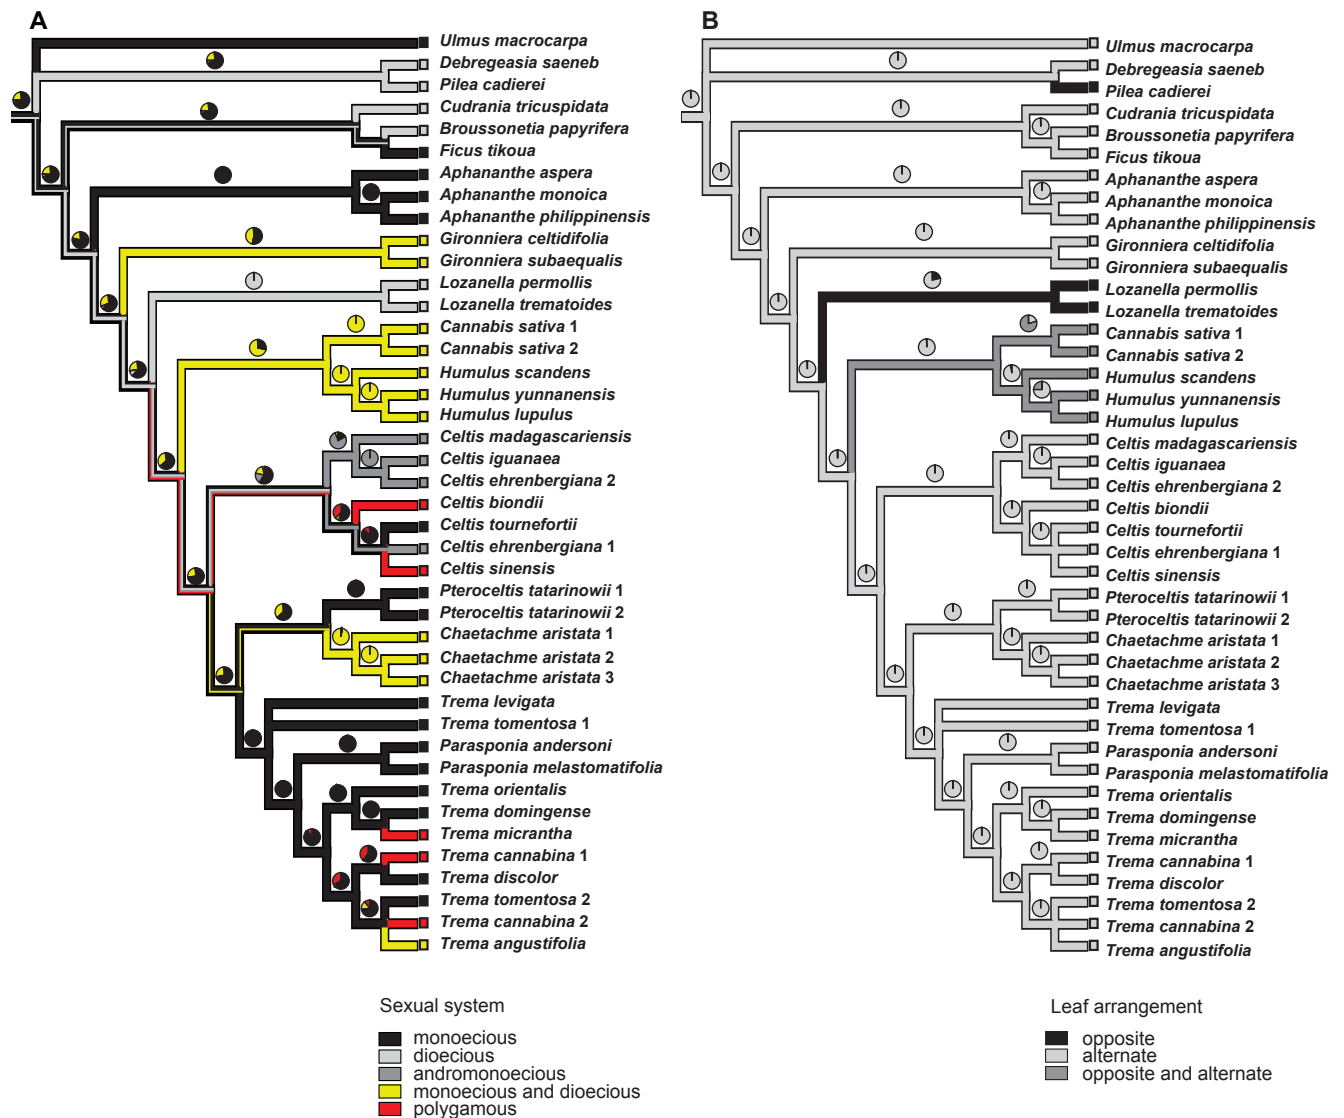 A
Ulmus macrocarpa
Debregeasia saeneb
Pilea cadierei
Cudrania tricuspidata
Broussonetia papyrifera
Ficus tikoua
Aphananthe aspera
Aphananthe monoica
Aphananthe philippinensis
Gironniera celtidifolia
Gironniera subaequalis
Lozanella permollis
Lozanella trematoides
Cannabis sativa 1
Cannabis sativa 2
Humulus scandens
Humulus yunnanensis
Humulus lupulus
Celtis madagascariensis
Celtis iguanaea
Celtis ehrenbergiana 2
Celtis biondii
Celtis tournefortii
Celtis ehrenbergiana 1
Celtis sinensis
Pteroceltis tatarinowii 1
Pteroceltis tatarinowii 2
Chaetachme aristata 1
Chaetachme aristata 2
Chaetachme aristata 3
Trema levigata
Trema tomentosa 1
Parasponia andersoni
Parasponia melastomatifolia
Trema orientalis
Trema domingense
Trema micrantha
Trema cannabina 1
Trema discolor
Trema tomentosa 2
Trema cannabina 2
Trema angustifolia
Sexual system
monoecious
dioecious
andromonoecious
monoecious and dioecious
polygamous
B
Ulmus macrocarpa
Debregeasia saeneb
Pilea cadierei
Cudrania tricuspidata
Broussonetia papyrifera
Ficus tikoua
Aphananthe aspera
Aphananthe monoica
Aphananthe philippinensis
Gironniera celtidifolia
Gironniera subaequalis
Lozanella permollis
Lozanella trematoides
Cannabis sativa 1
Cannabis sativa 2
Humulus scandens
Humulus yunnanensis
Humulus lupulus
Celtis madagascariensis
Celtis iguanaea
Celtis ehrenbergiana 2
Celtis biondii
Celtis tournefortii
Celtis ehrenbergiana 1
Celtis sinensis
Pteroceltis tatarinowii 1
Pteroceltis tatarinowii 2
Chaetachme aristata 1
Chaetachme aristata 2
Chaetachme aristata 3
Trema levigata
Trema tomentosa 1
Parasponia andersoni
Parasponia melastomatifolia
Trema orientalis
Trema domingense
Trema micrantha
Trema cannabina 1
Trema discolor
Trema tomentosa 2
Trema cannabina 2
Trema angustifolia
Leaf arrangement
opposite
alternate
opposite and alternate